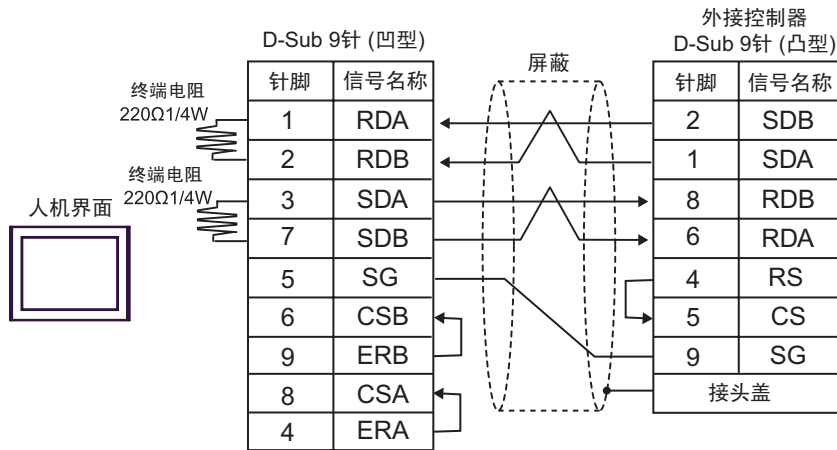 外接控制器
D-Sub 9针 (凹型)
D-Sub 9针 (凸型)
屏蔽
终端电阻
220Ω1/4W
终端电阻
220Ω1/4W
人机界面
针脚 信号名称
1 RDA
2 RDB
3 SDA
7 SDB
5 SG
6 CSB
9 ERB
8 CSA
4 ERA
针脚 信号名称
2 SDB
1 SDA
8 RDB
6 RDA
4 RS
5 CS
9 SG
接头盖